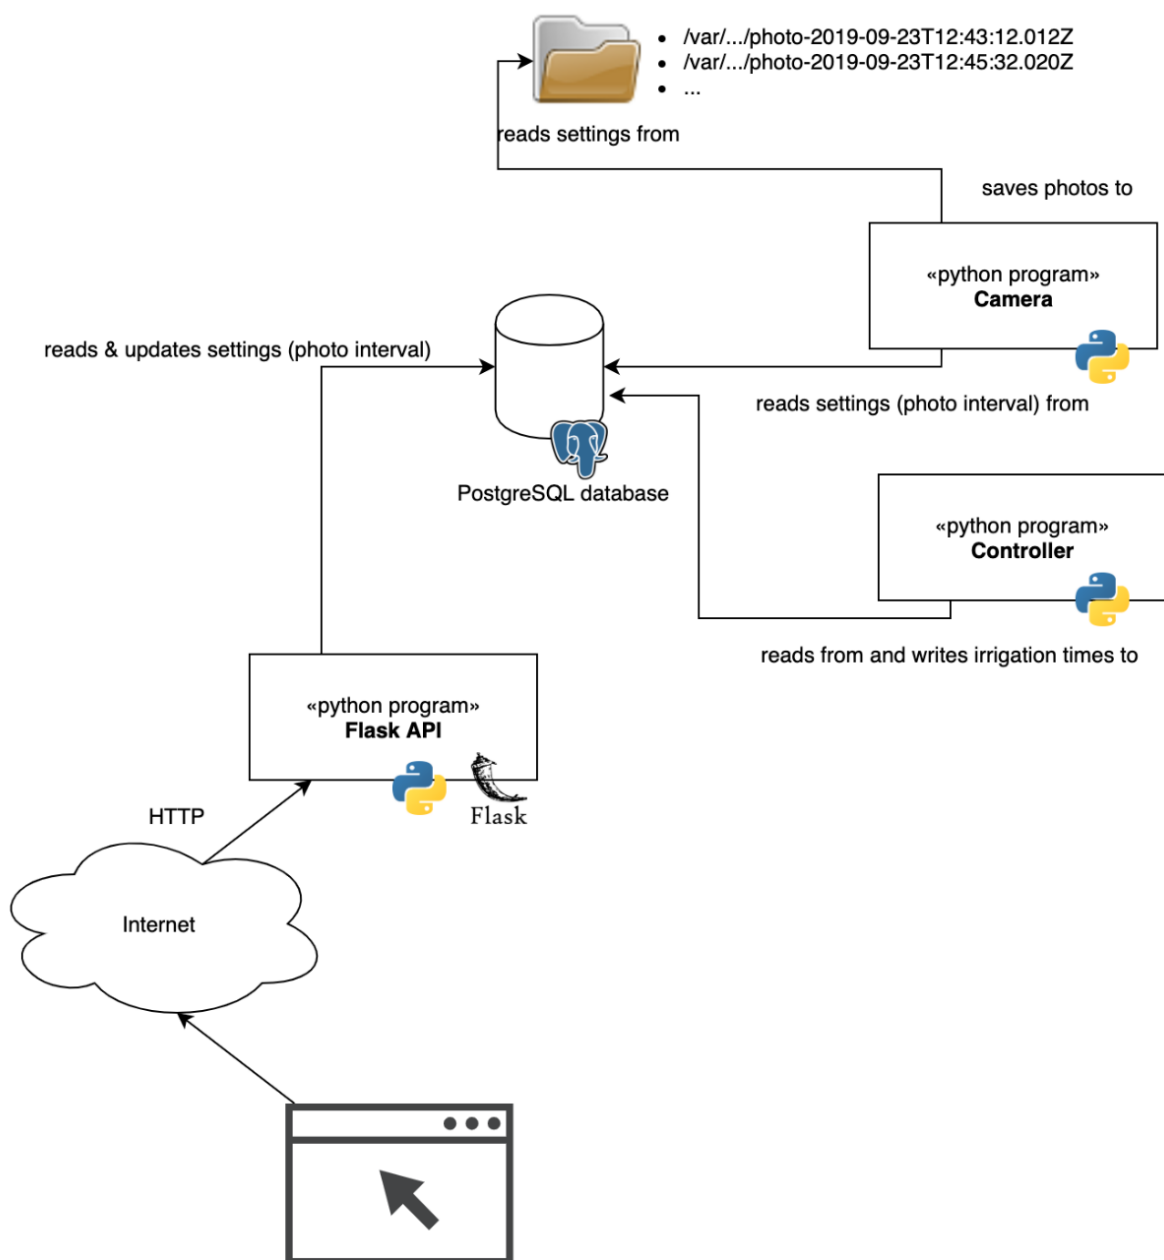 • /var/.../photo-2019-09-23T12:43:12.012Z
• /var/.../photo-2019-09-23T12:45:32.020Z
• ...
reads settings from
saves photos to
«python program»
Camera
reads & updates settings (photo interval)
reads settings (photo interval) from
PostgreSQL database
«python program»
Controller
reads from and writes irrigation times to
«python program»
Flask API
Flask
HTTP
Internet